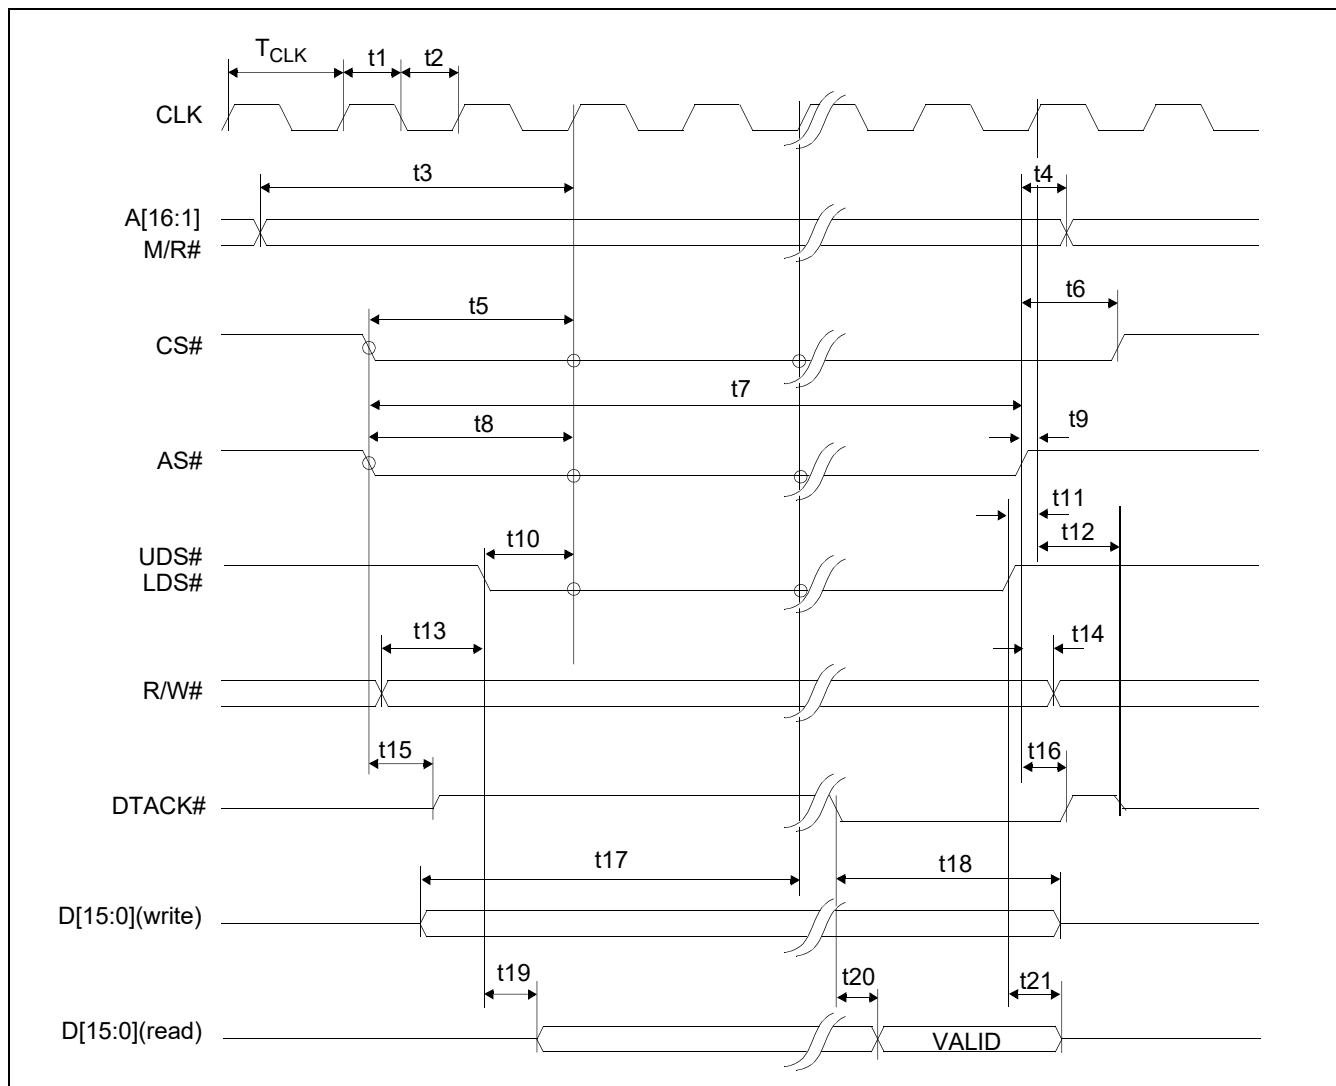 TCLK
t1
t2
CLK
t3
t4
A[16:1]
M/R#
t5
t6
CS#
t7
t8
t9
AS#
t11
t10
t12
UDS#
LDS#
t13
t14
R/W#
t15
t16
DTACK#
t17
t18
D[15:0](write)
t19
t20
t21
D[15:0](read)
VALID